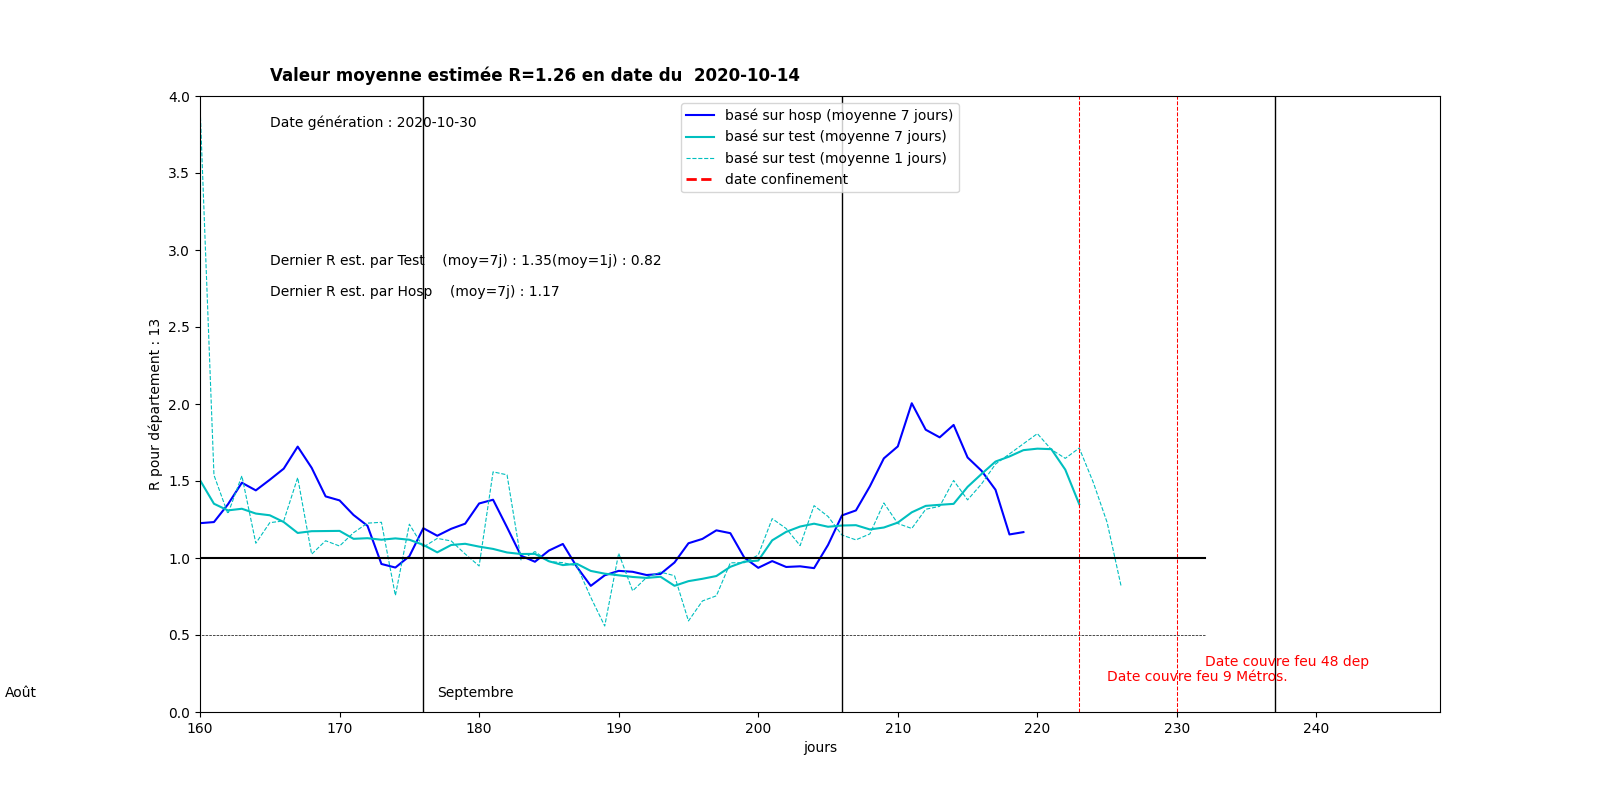 Valeur moyenne estimée R=1.26 en date du  2020-10-14
Date génération : 2020-10-30
basé sur hosp (moyenne 7 jours)
basé sur test (moyenne 7 jours)
basé sur test (moyenne 1 jours)
date confinement
Dernier R est. par Test    (moy=7j) : 1.35(moy=1j) : 0.82
Dernier R est. par Hosp    (moy=7j) : 1.17
R pour département : 13
4.0
3.5
3.0
2.5
2.0
1.5
1.0
0.5
0.0
Date couvre feu 48 dep
Date couvre feu 9 Métros.
Août
Septembre
160 170 180 190 200 210 220 230 240
jours